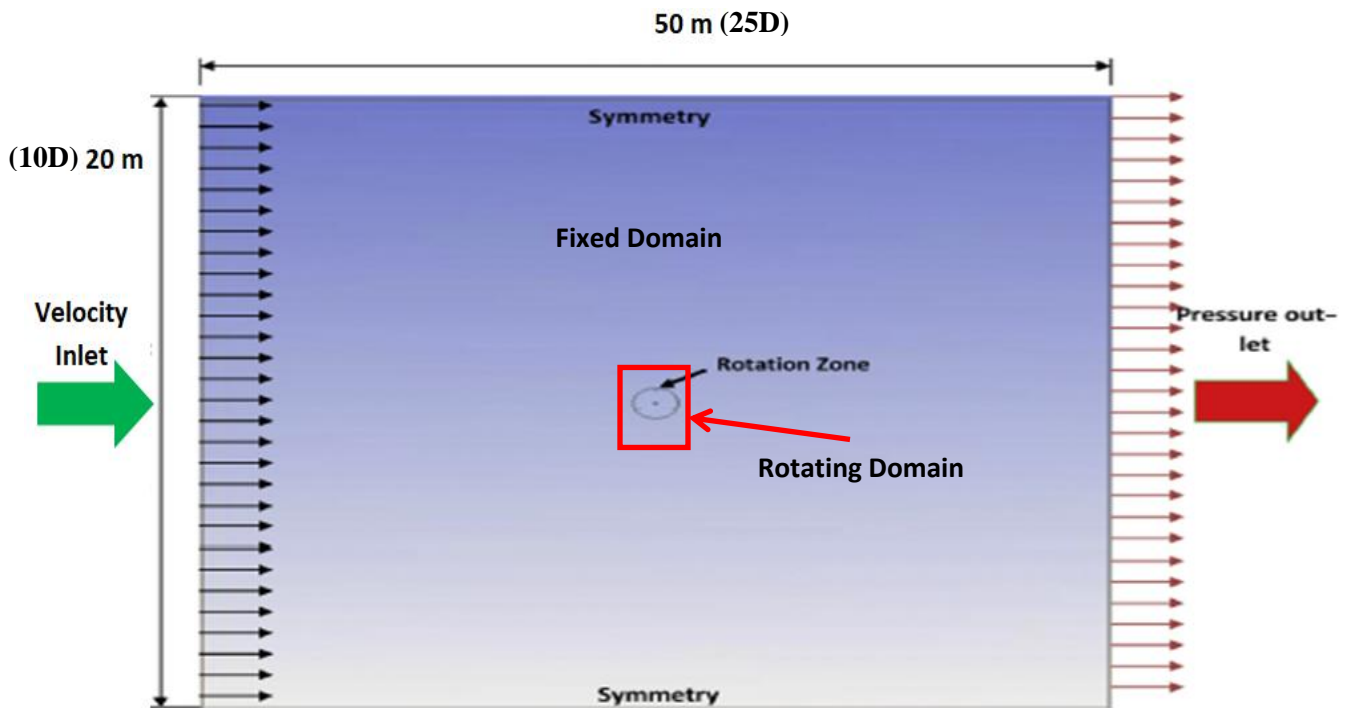 50 m (25D)
Symmetry
(10D) 20 m
Fixed Domain
Velocity
Inlet
Pressure out-
let
Rotation Zone
Rotating Domain
Symmetry